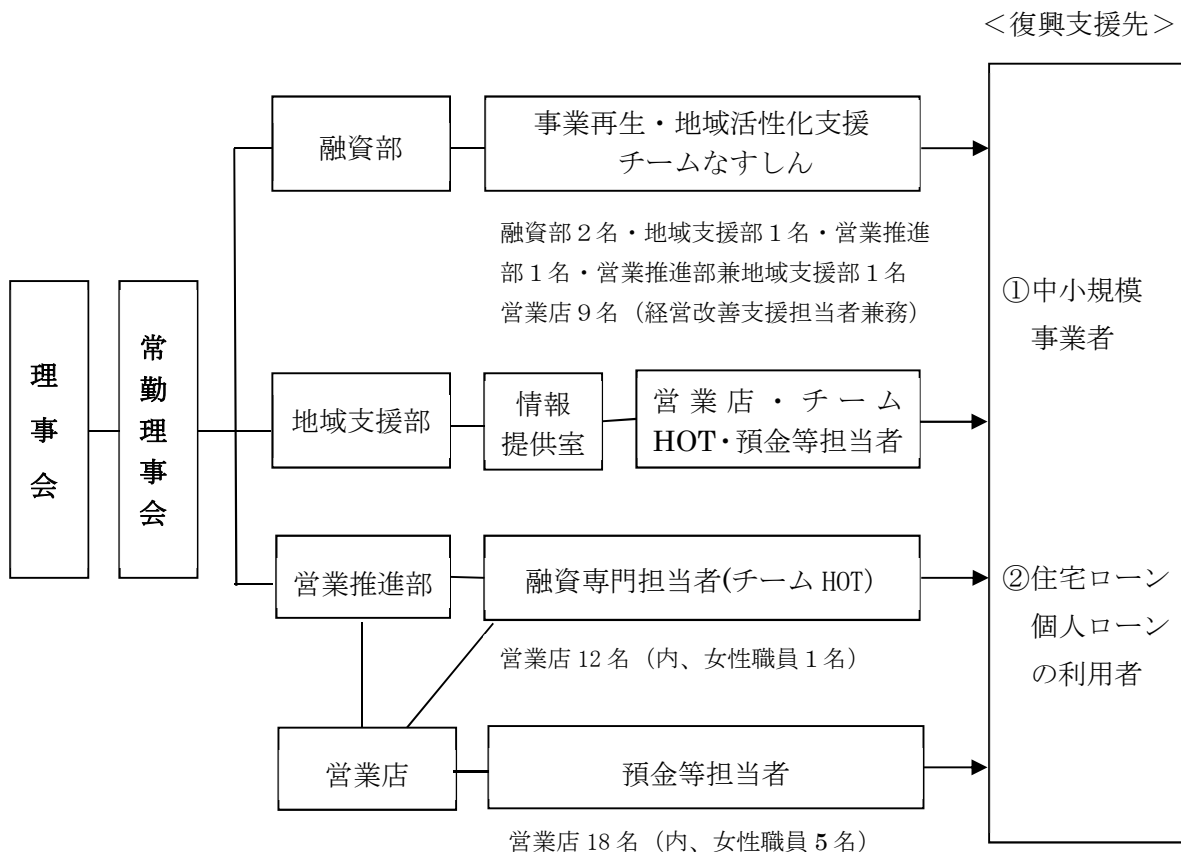 ＜復興支援先＞
理事会
常勤理事会
融資部
事業再生・地域活性化支援
チームなすしん
融資部２名・地域支援部１名・営業推進
部１名・営業推進部兼地域支援部１名
営業店９名（経営改善支援担当者兼務）
地域支援部
情報
提供室
営業店・チーム
HOT・預金等担当者
営業推進部
融資専門担当者(チーム HOT)
営業店 12 名（内、女性職員１名）
営業店
預金等担当者
営業店 18 名（内、女性職員 5 名）
①中小規模
事業者
②住宅ローン
個人ローン
の利用者